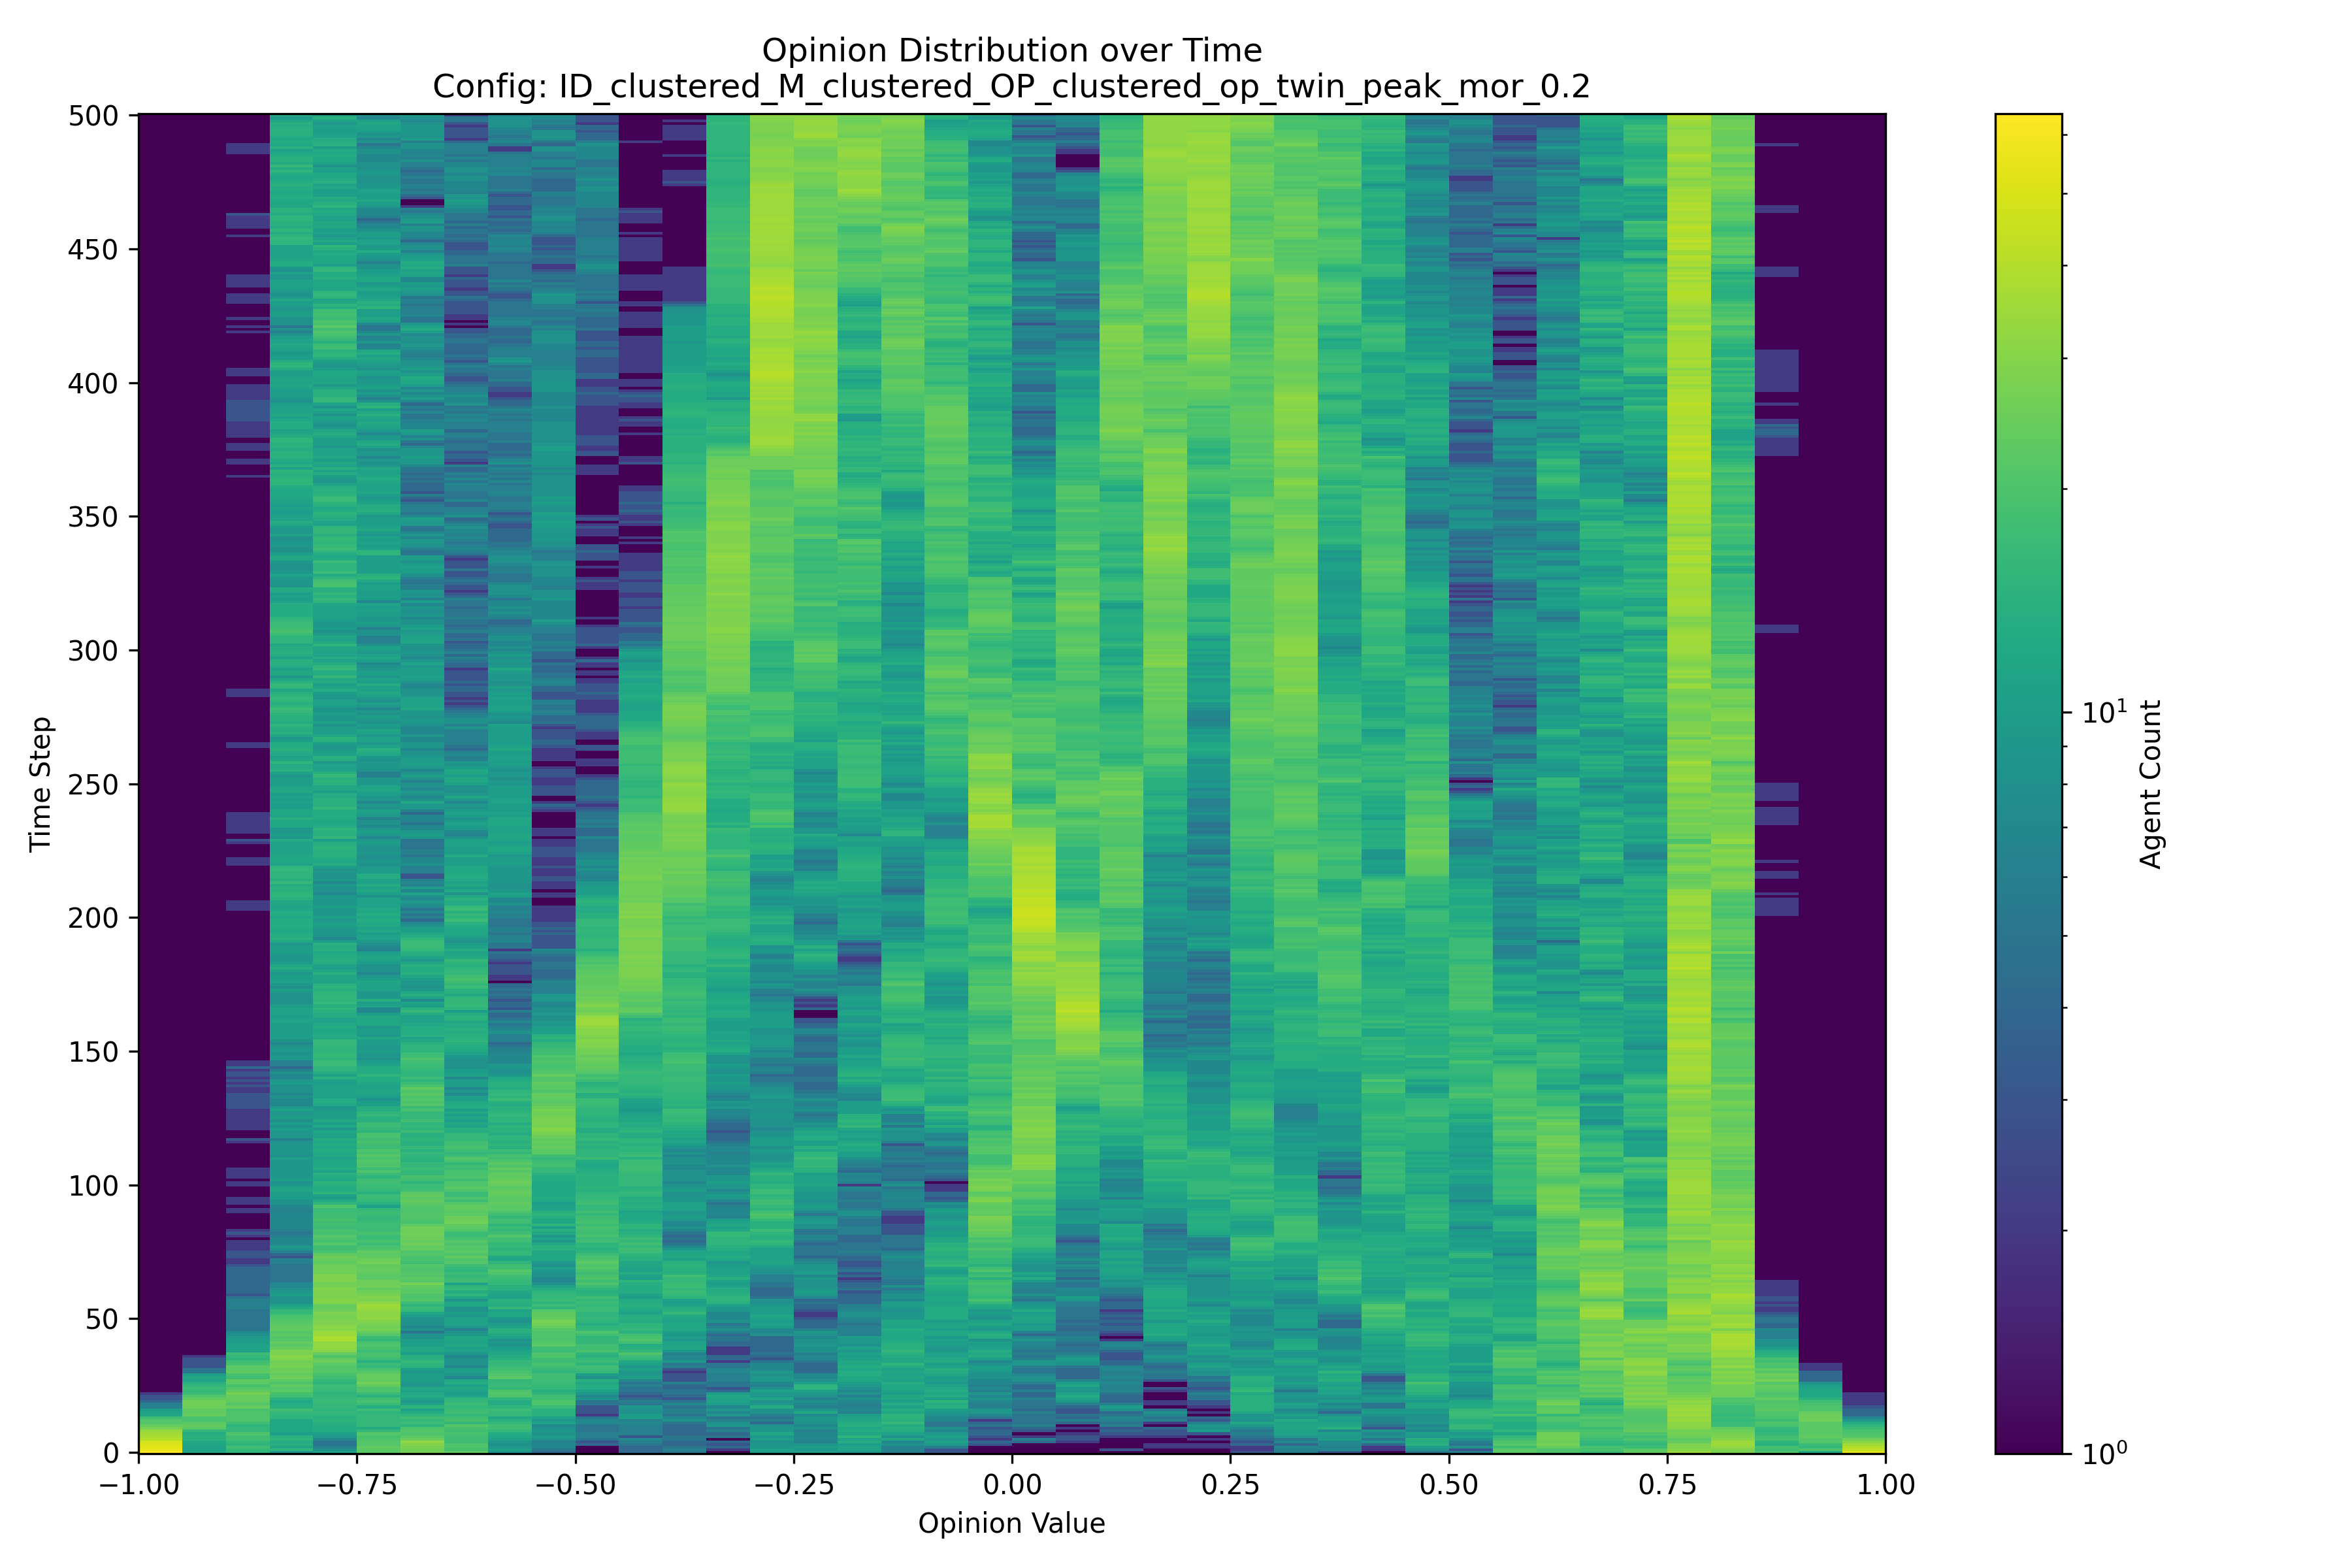 Opinion Distribution over Time
Config: ID_clustered_M_clustered_OP_clustered_op_twin_peak_mor_0.2
500
450
400
350
300
250
200
150
100
50
0
Time Step
−1.00 −0.75 −0.50 −0.25 0.00 0.25 0.50 0.75 1.00
Opinion Value
10¹
10⁰
Agent Count